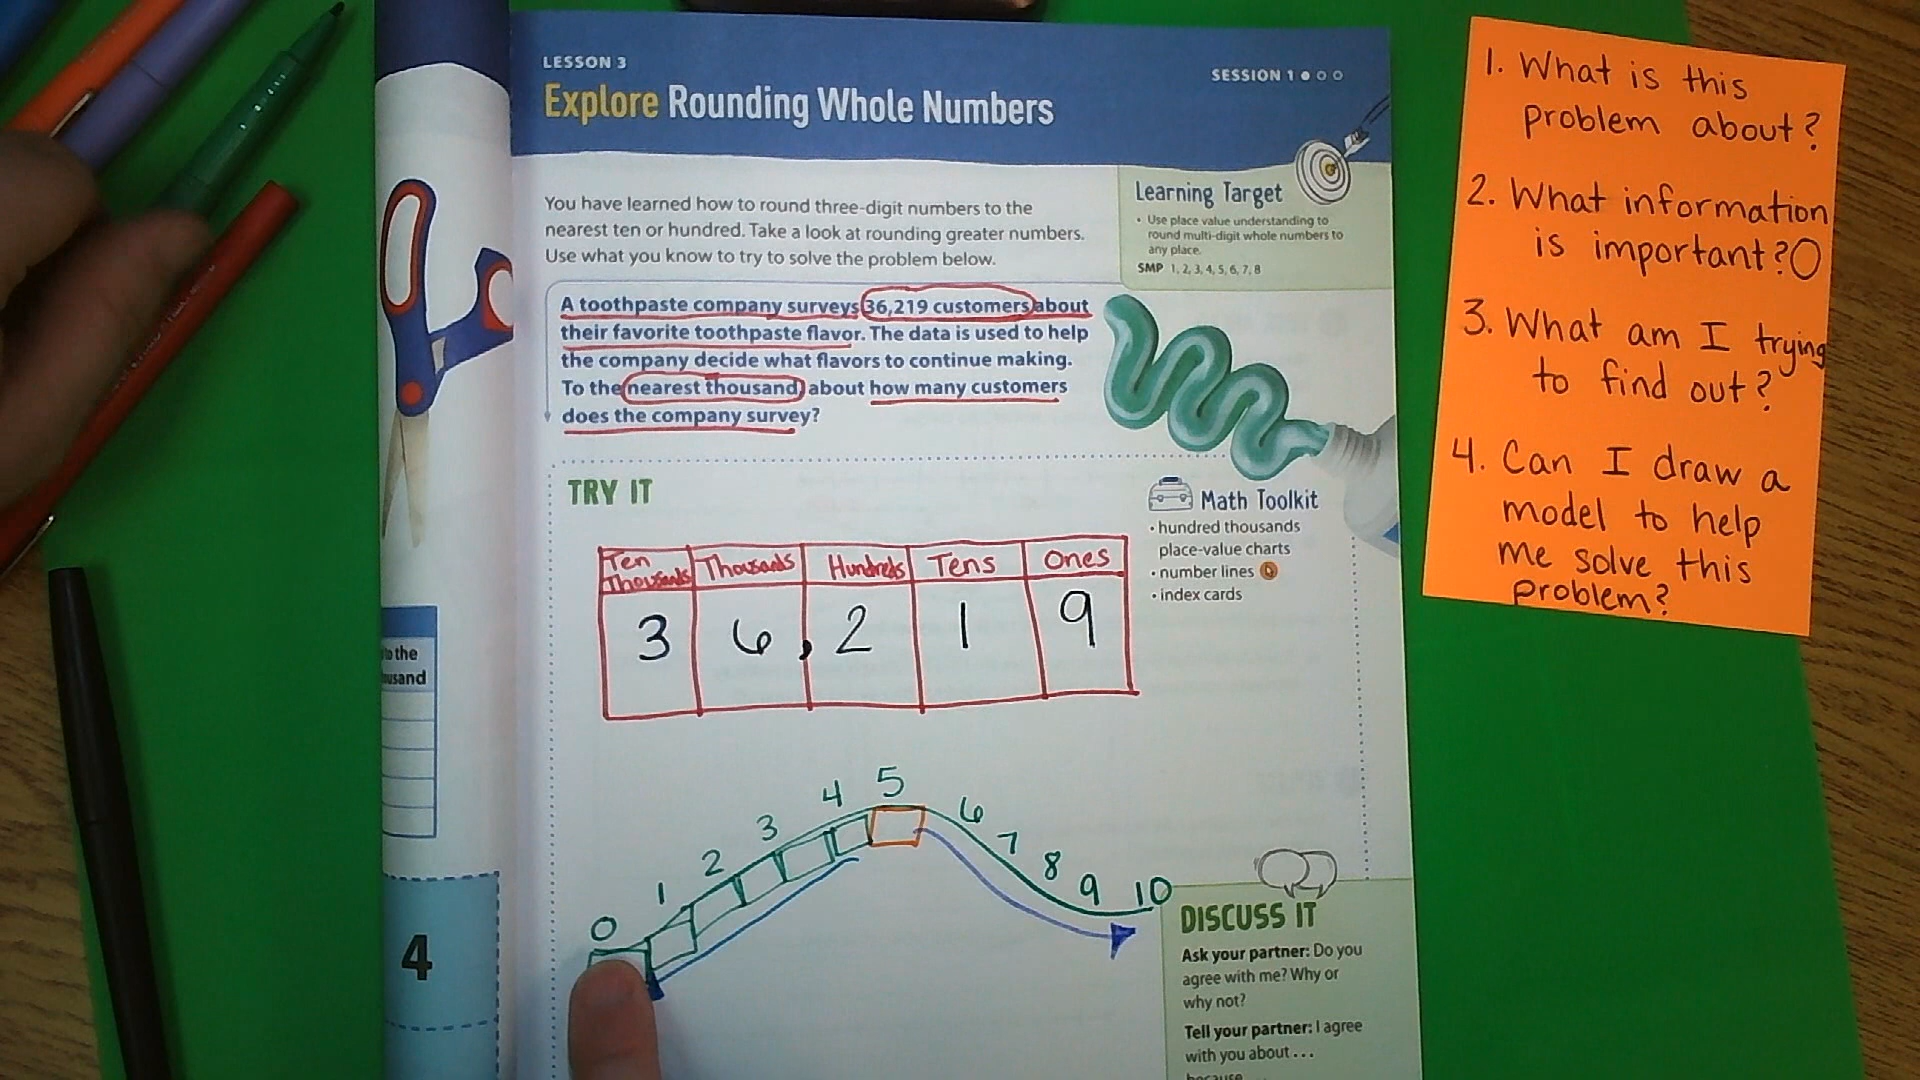 LESSON 3
SESSION 1
Explore Rounding Whole Numbers
You have learned how to round three-digit numbers to the
nearest ten or hundred. Take a look at rounding greater numbers.
Use what you know to try to solve the problem below.
Learning Target
• Use place value understanding to
round multi-digit whole numbers to
any place.
SMP 1, 2, 3, 4, 5, 6, 7, 8
A toothpaste company surveys 36,219 customers about
their favorite toothpaste flavor. The data is used to help
the company decide what flavors to continue making.
To the nearest thousand, about how many customers
does the company survey?
TRY IT
Math Toolkit
• hundred thousands
place-value charts
• number lines
• index cards
Ten Thousands Thousands Hundreds Tens Ones
3 6, 2 1 9
0 1 2 3 4 5 6 7 8 9 10
DISCUSS IT
Ask your partner: Do you
agree with me? Why or
why not?
Tell your partner: I agree
with you about ...
because
to the
4
1. What is this
problem about?
2. What information
is important?
3. What am I trying
to find out?
4. Can I draw a
model to help
me solve this
problem?